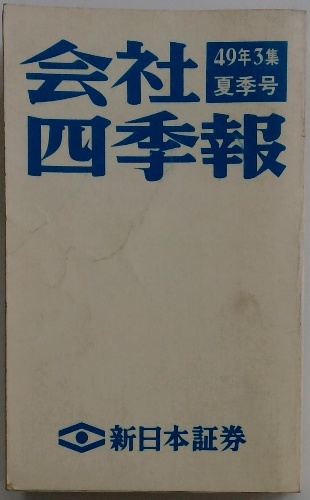 会社
49年3集
夏季号
四季報
新日本証券